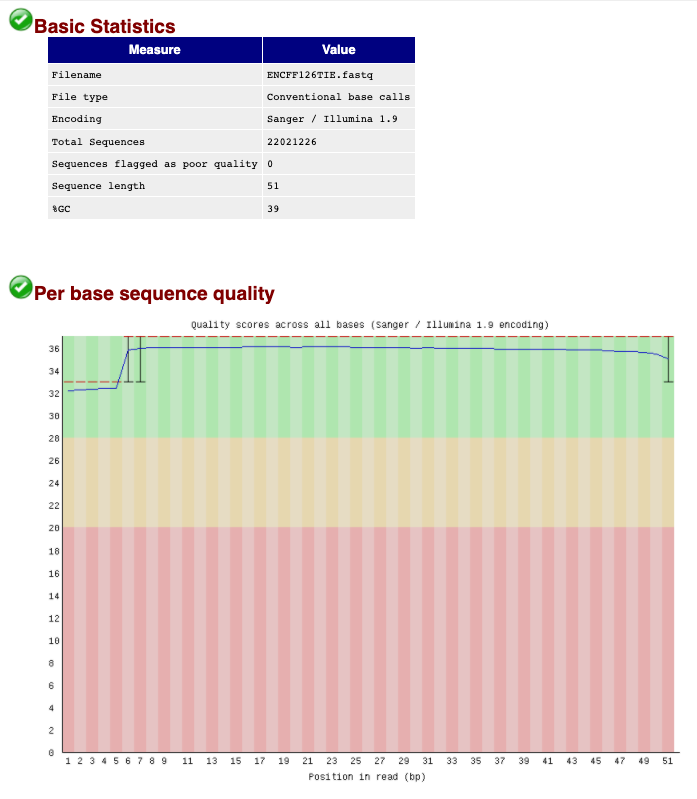 Basic Statistics
Measure Value
Filename ENCFF126TIE.fastq
File type Conventional base calls
Encoding Sanger / Illumina 1.9
Total Sequences 22021226
Sequences flagged as poor quality 0
Sequence length 51
%GC 39
Per base sequence quality
Quality scores across all bases (Sanger / Illumina 1.9 encoding)
36
34
32
30
28
26
24
22
20
18
16
14
12
10
8
6
4
2
0
1 2 3 4 5 6 7 8 9 11 13 15 17 19 21 23 25 27 29 31 33 35 37 39 41 43 45 47 49 51
Position in read (bp)